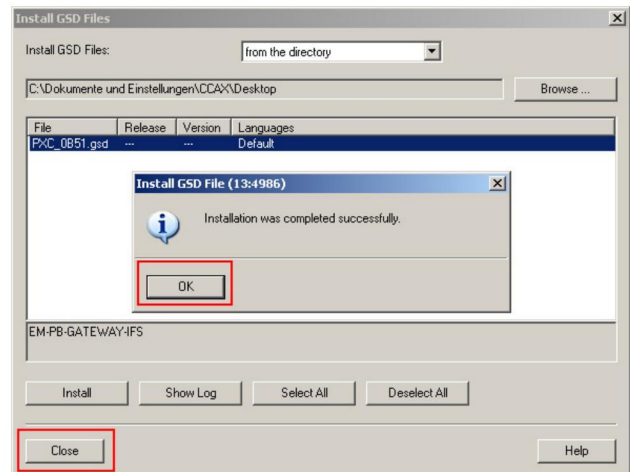 Install GSD Files
Install GSD Files: from the directory
C:\Dokumente und Einstellungen\CCAX\Desktop Browse ...
File Release Version Languages
PXC_0B51.gsd --- --- Default
Install GSD File (13:4986)
Installation was completed successfully.
OK
EM-PB-GATEWAY-IFS
Install Show Log Select All Deselect All
Close Help